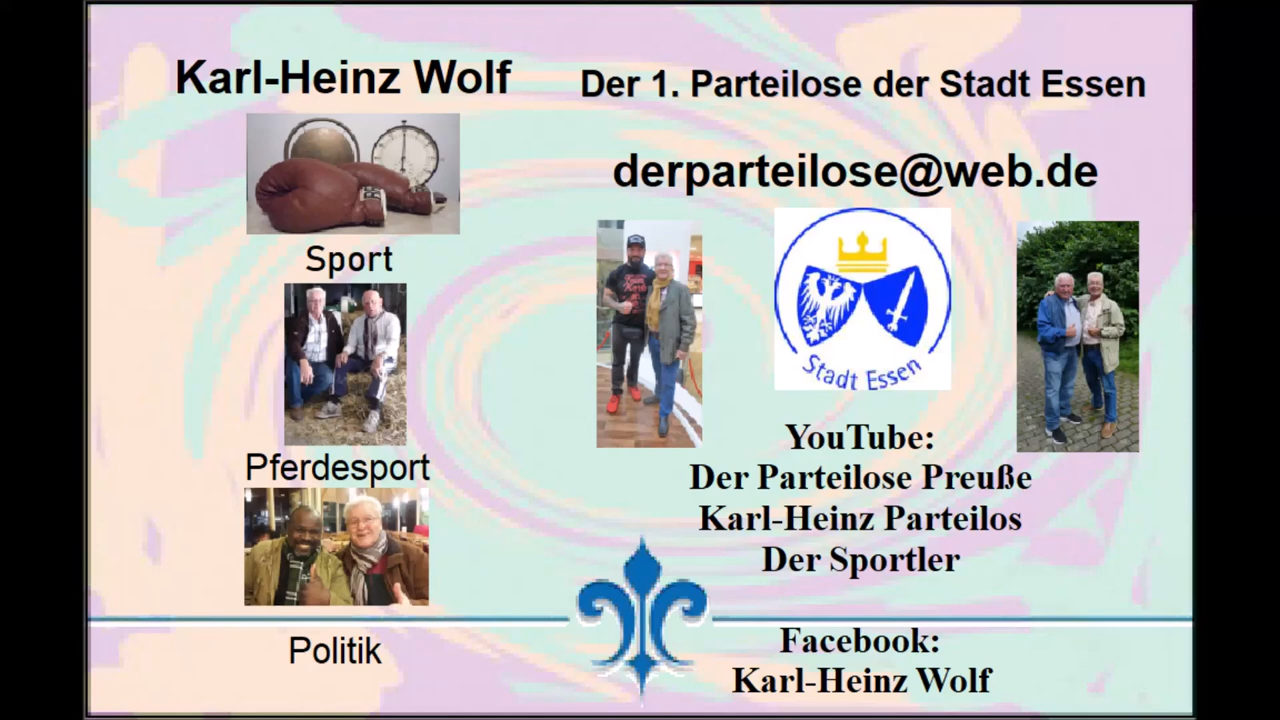 Karl-Heinz Wolf
Der 1. Parteilose der Stadt Essen
derparteilose@web.de
Sport
Pferdesport
Politik
Stadt Essen
YouTube:
Der Parteilose Preuße
Karl-Heinz Parteilos
Der Sportler
Facebook:
Karl-Heinz Wolf